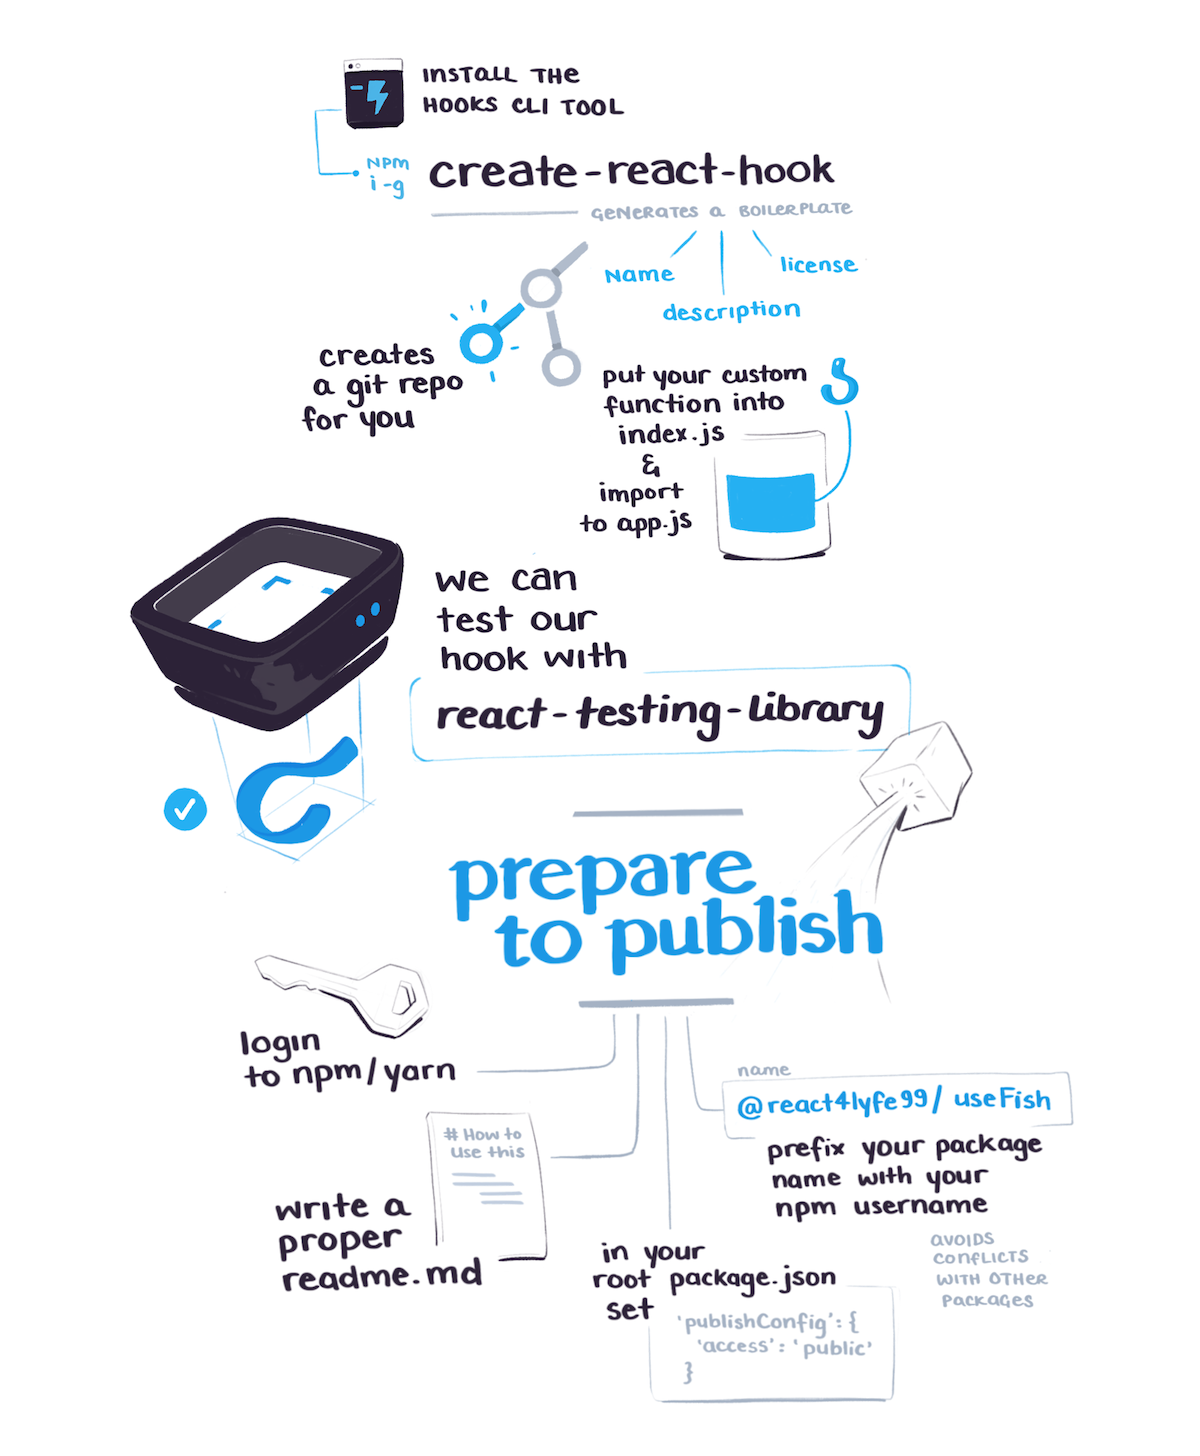 INSTALL THE
HOOKS CLI TOOL
NPM
i -g
create-react-hook
GENERATES a BOILERPLATE
Name
license
description
creates
a git repo
for you
put your custom
function into
index.js
&
import
to app.js
we can
test our
hook with
react-testing-library
prepare
to publish
login
to npm/yarn
name
@react4lyfe99/ useFish
# How to
use this
prefix your package
name with your
npm username
write a
proper
readme.md
AVOIDS
CONFLICTS
WITH OTHER
PACKAGES
in your
root package.json
set
'publishConfig': {
'access': 'public'
}